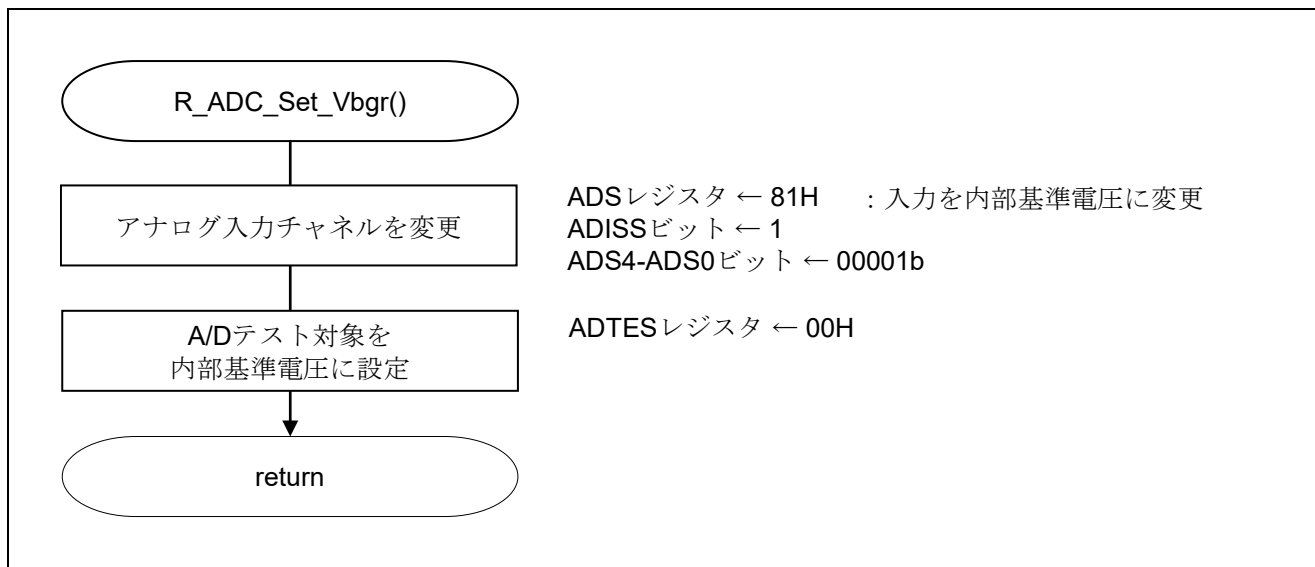 R_ADC_Set_Vbgr()
アナログ入力チャネルを変更
ADSレジスタ ← 81H : 入力を内部基準電圧に変更
ADISSビット ← 1
ADS4-ADS0ビット ← 00001b
A/Dテスト対象を
内部基準電圧に設定
ADTESレジスタ ← 00H
return